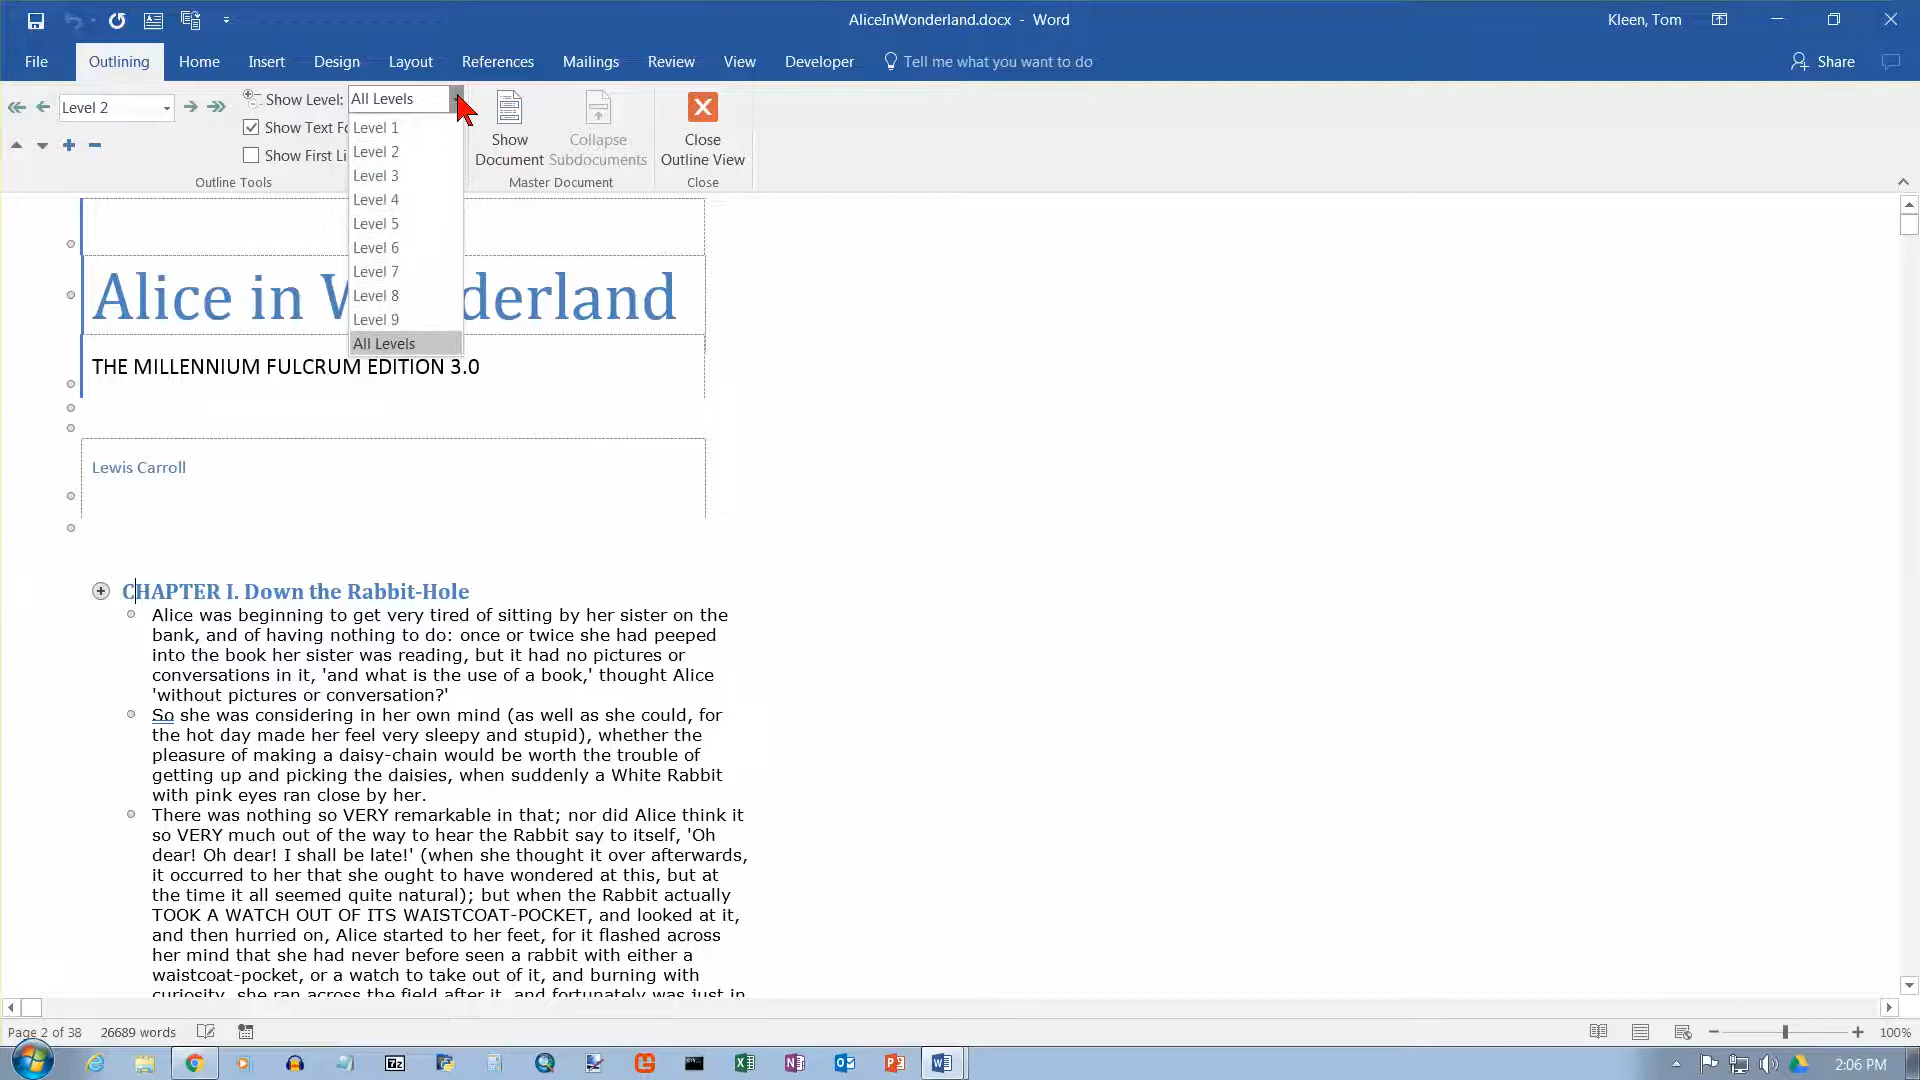 AliceInWonderland.docx - Word
Kleen, Tom
File
Outlining
Home
Insert
Design
Layout
References
Mailings
Review
View
Developer
Tell me what you want to do
Share
Level 2
Show Level:
All Levels
Show Text Fo
Show First Li
Outline Tools
Level 1
Level 2
Level 3
Level 4
Level 5
Level 6
Level 7
Level 8
Level 9
All Levels
Show
Document
Collapse
Subdocuments
Master Document
Close
Outline View
Close
Alice in W derland
THE MILLENNIUM FULCRUM EDITION 3.0
Lewis Carroll
CHAPTER I. Down the Rabbit-Hole
Alice was beginning to get very tired of sitting by her sister on the
bank, and of having nothing to do: once or twice she had peeped
into the book her sister was reading, but it had no pictures or
conversations in it, 'and what is the use of a book,' thought Alice
'without pictures or conversation?'
So she was considering in her own mind (as well as she could, for
the hot day made her feel very sleepy and stupid), whether the
pleasure of making a daisy-chain would be worth the trouble of
getting up and picking the daisies, when suddenly a White Rabbit
with pink eyes ran close by her.
There was nothing so VERY remarkable in that; nor did Alice think it
so VERY much out of the way to hear the Rabbit say to itself, 'Oh
dear! Oh dear! I shall be late!' (when she thought it over afterwards,
it occurred to her that she ought to have wondered at this, but at
the time it all seemed quite natural); but when the Rabbit actually
TOOK A WATCH OUT OF ITS WAISTCOAT-POCKET, and looked at it,
and then hurried on, Alice started to her feet, for it flashed across
her mind that she had never before seen a rabbit with either a
waistcoat-pocket, or a watch to take out of it, and burning with
curiosity, she ran across the field after it, and fortunately was just in
Page 2 of 38
26689 words
100%
7z
2:06 PM